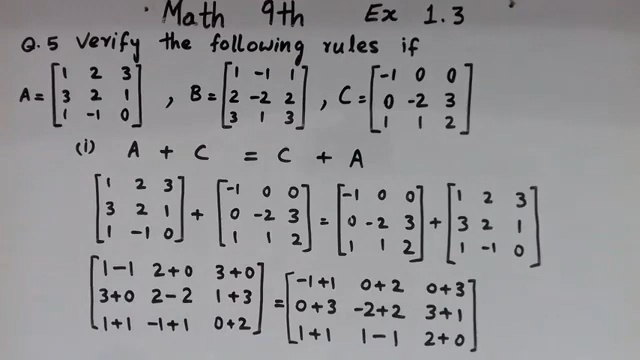 Math 9th Ex 1.3
Q.5 Verify the following rules if
A = [1 2 3; 3 2 1; 1 -1 0], B = [1 -1 1; 2 -2 2; 3 1 3], C = [-1 0 0; 0 -2 3; 1 1 2]
(i) A + C = C + A
[1 2 3; 3 2 1; 1 -1 0] + [-1 0 0; 0 -2 3; 1 1 2] = [-1 0 0; 0 -2 3; 1 1 2] + [1 2 3; 3 2 1; 1 -1 0]
[1-1 2+0 3+0; 3+0 2-2 1+3; 1+1 -1+1 0+2] = [-1+1 0+2 0+3; 0+3 -2+2 3+1; 1+1 1-1 2+0]